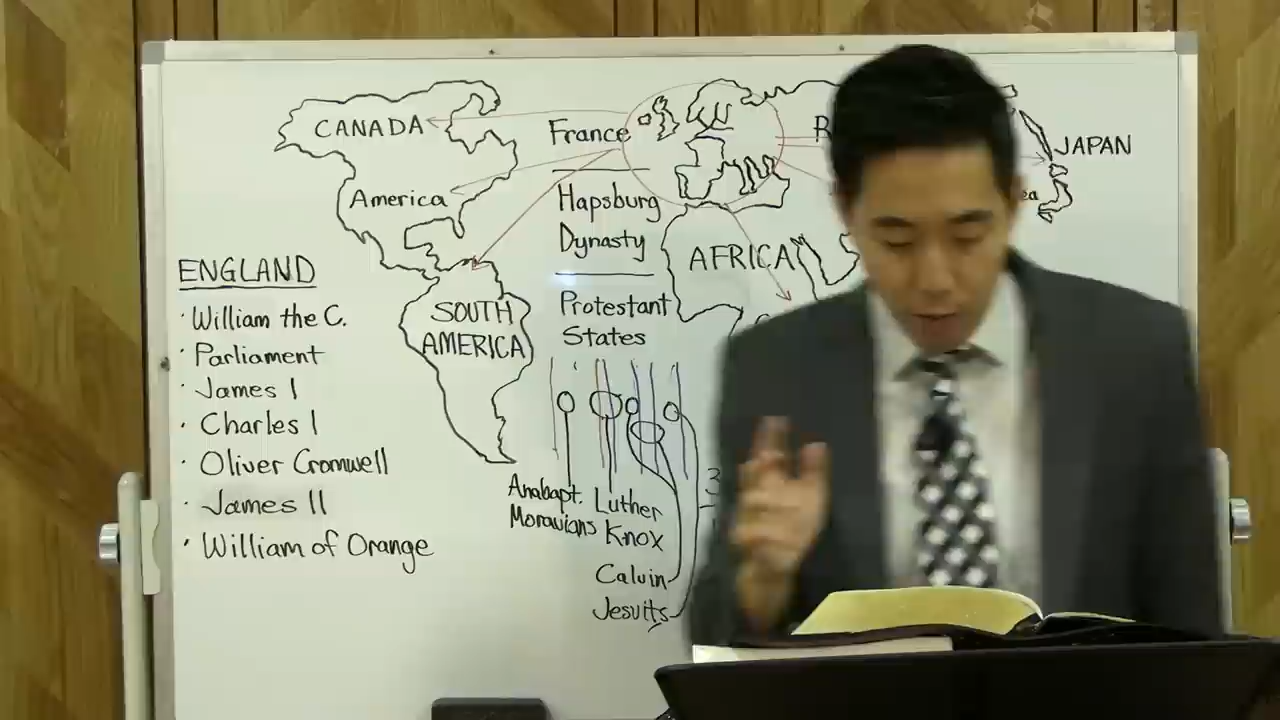 CANADA
America
SOUTH
AMERICA
France
Hapsburg
Dynasty
Protestant
States
AFRICA
JAPAN
ENGLAND
· William the C.
· Parliament
· James I
· Charles I
· Oliver Cromwell
· James II
· William of Orange
Anabapt. Luther
Moravians Knox
Calvin
Jesuits